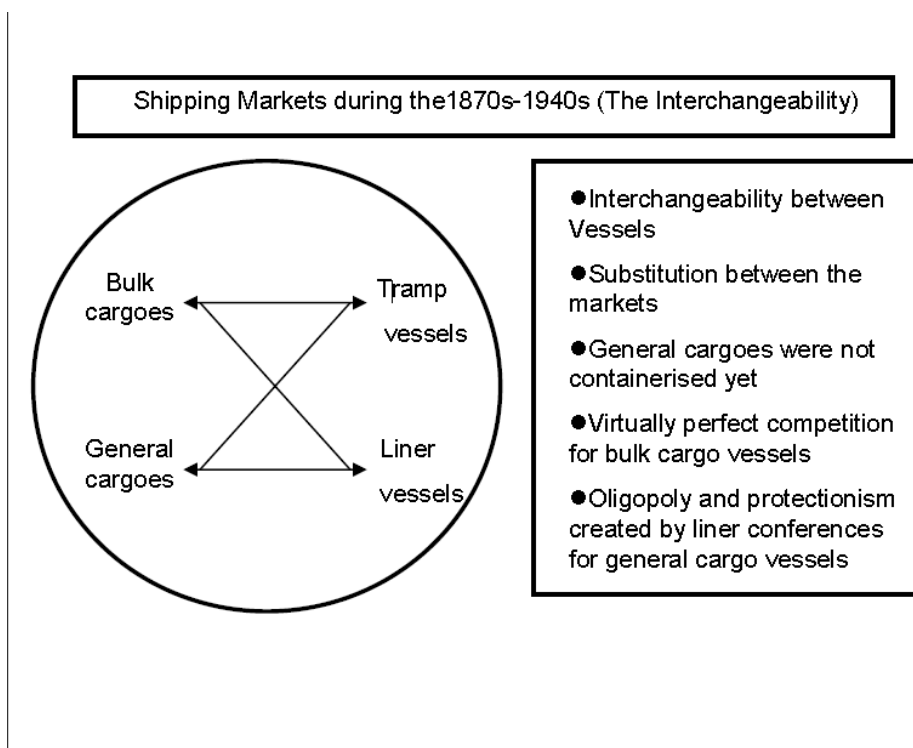 Shipping Markets during the1870s-1940s (The Interchangeability)
Bulk
cargoes
Tramp
vessels
General
cargoes
Liner
vessels
●Interchangeability between
Vessels
●Substitution between the
markets
●General cargoes were not
containerised yet
●Virtually perfect competition
for bulk cargo vessels
●Oligopoly and protectionism
created by liner conferences
for general cargo vessels